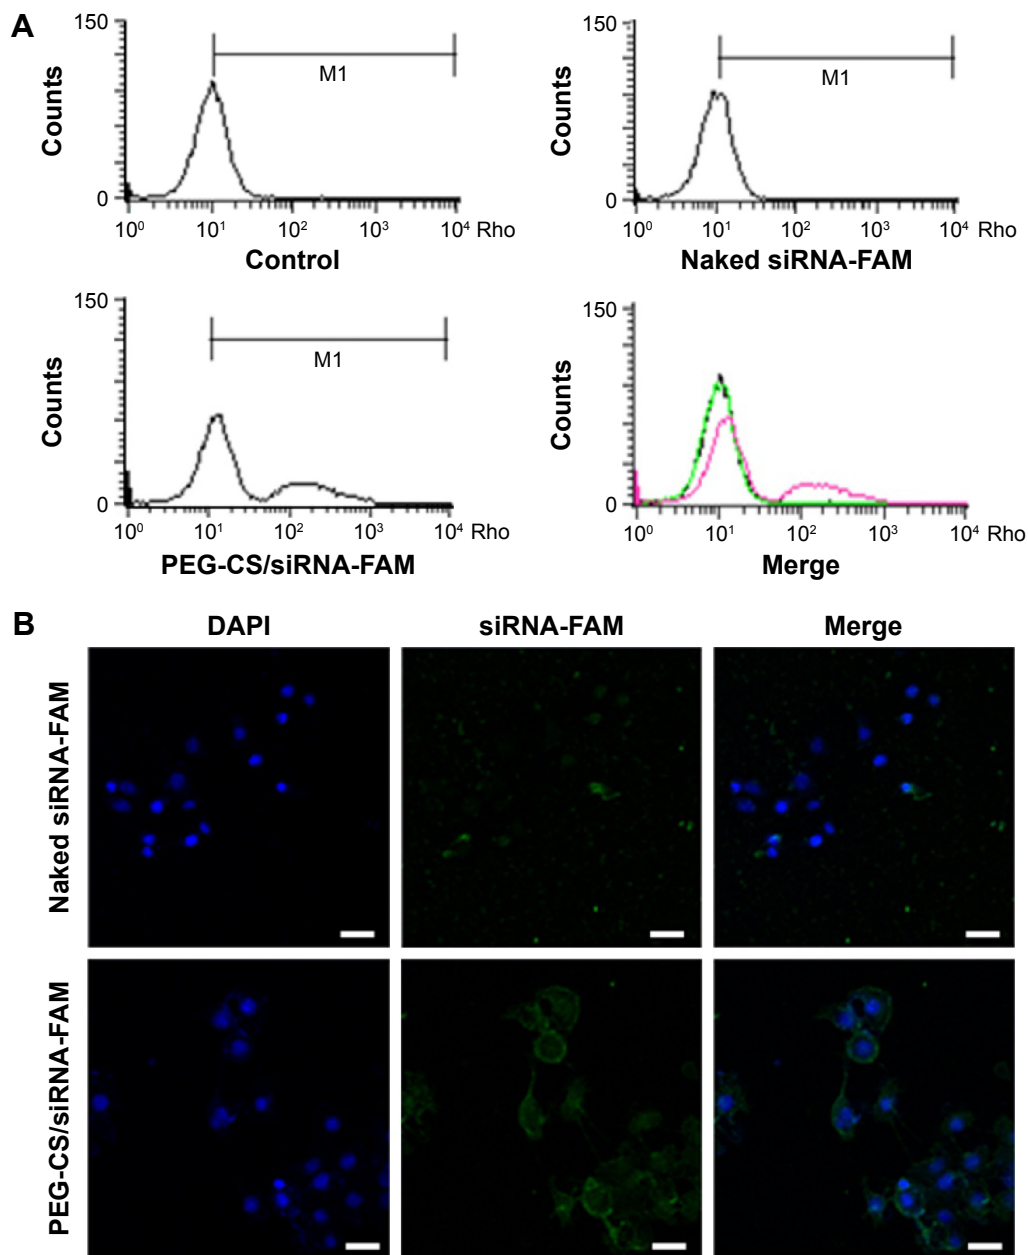 A
150
Counts
M1
0
10⁰ 10¹ 10² 10³ 10⁴ Rho
Control
150
Counts
M1
0
10⁰ 10¹ 10² 10³ 10⁴ Rho
Naked siRNA-FAM
150
Counts
M1
0
10⁰ 10¹ 10² 10³ 10⁴ Rho
PEG-CS/siRNA-FAM
150
Counts
0
10⁰ 10¹ 10² 10³ 10⁴ Rho
Merge
B
DAPI siRNA-FAM Merge
Naked siRNA-FAM
PEG-CS/siRNA-FAM